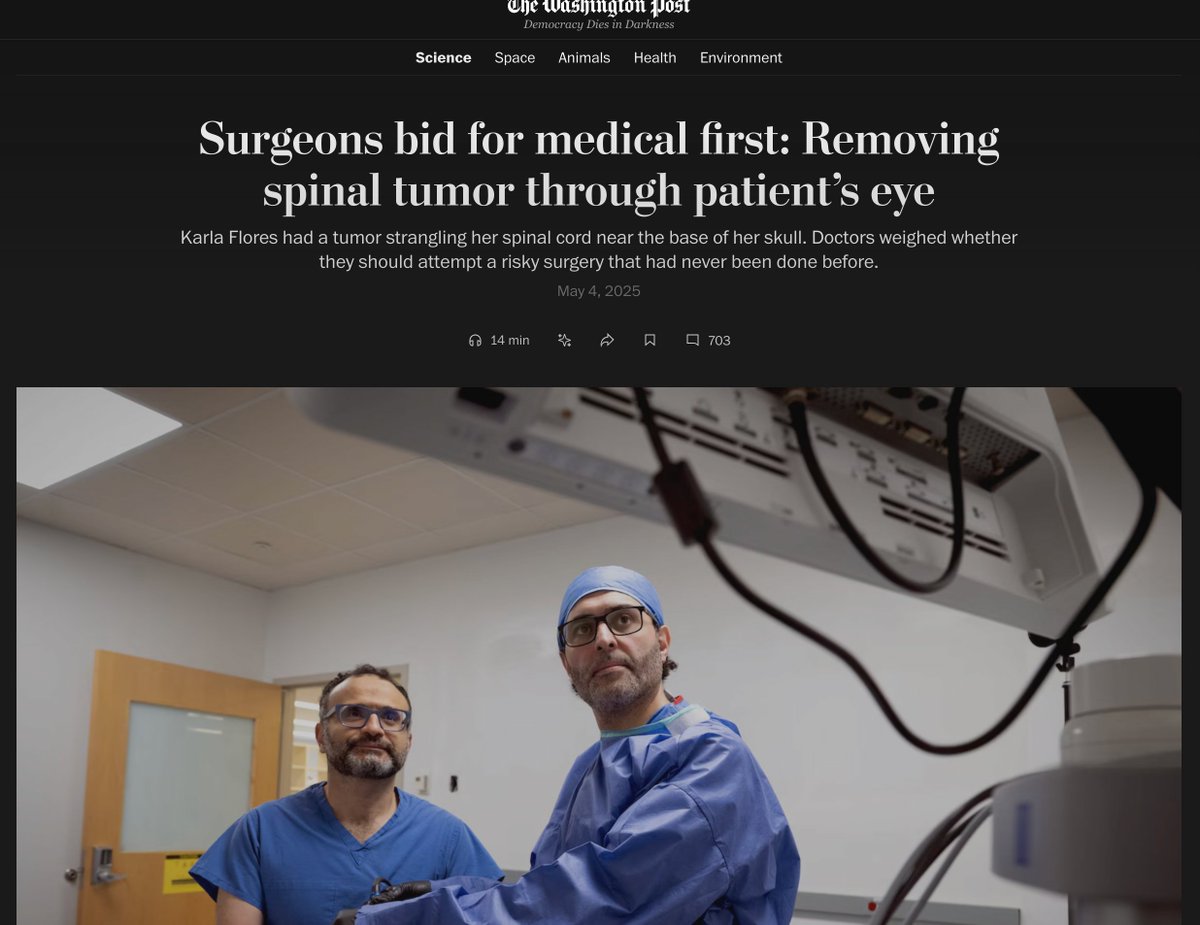 The Washington Post
Democracy Dies in Darkness
Science Space Animals Health Environment
Surgeons bid for medical first: Removing
spinal tumor through patient’s eye
Karla Flores had a tumor strangling her spinal cord near the base of her skull. Doctors weighed whether
they should attempt a risky surgery that had never been done before.
May 4, 2025
14 min 703